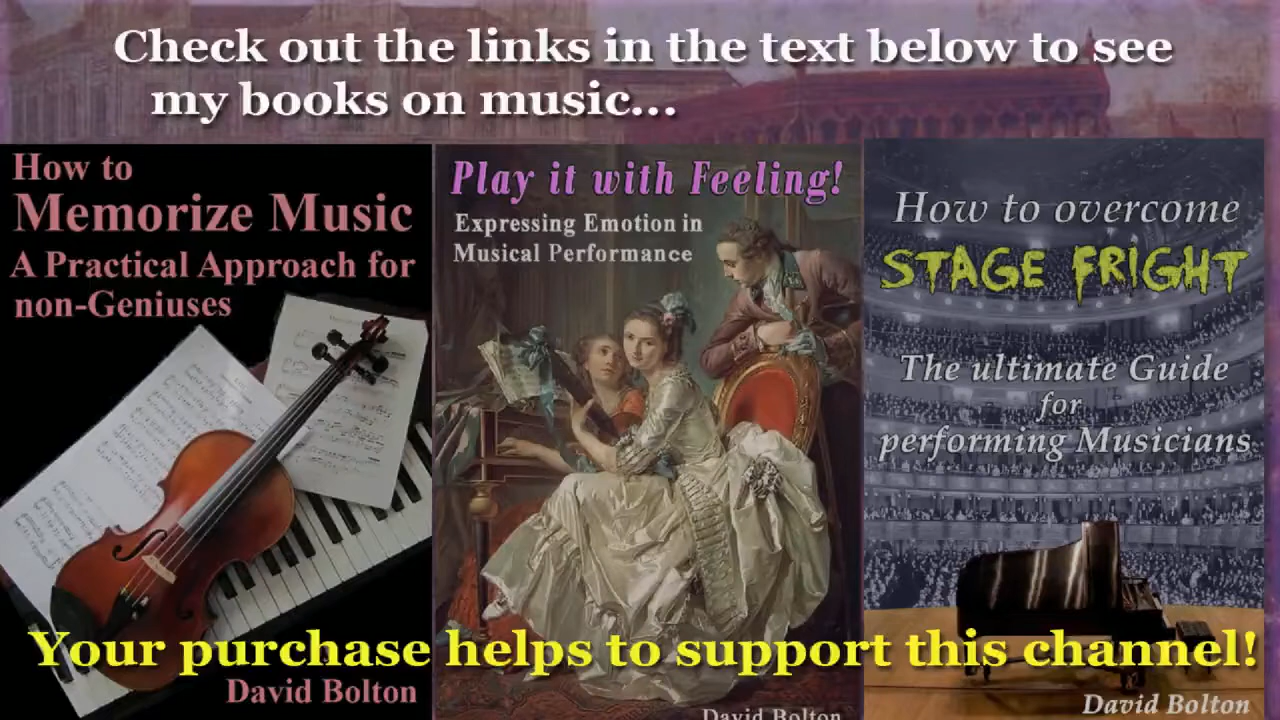 Check out the links in the text below to see
my books on music...
How to
Memorize Music
A Practical Approach for
non-Geniuses
David Bolton
Play it with Feeling!
Expressing Emotion in
Musical Performance
David Bolton
How to overcome
STAGE FRIGHT
The ultimate Guide
for
performing Musicians
David Bolton
Your purchase helps to support this channel!